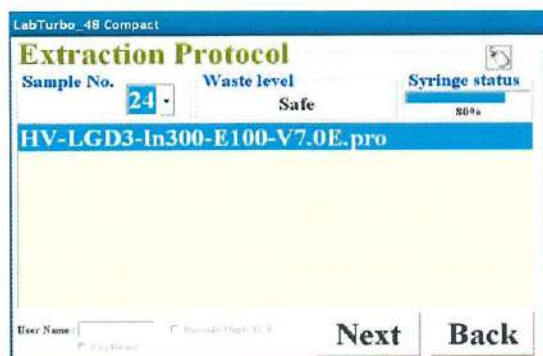 LabTurbo_48 Compact
Extraction Protocol
Sample No.
Waste level
Syringe status
24
Safe
80%
HV-LGD3-In300-E100-V7.0E.pro
User Name :
Next
Back